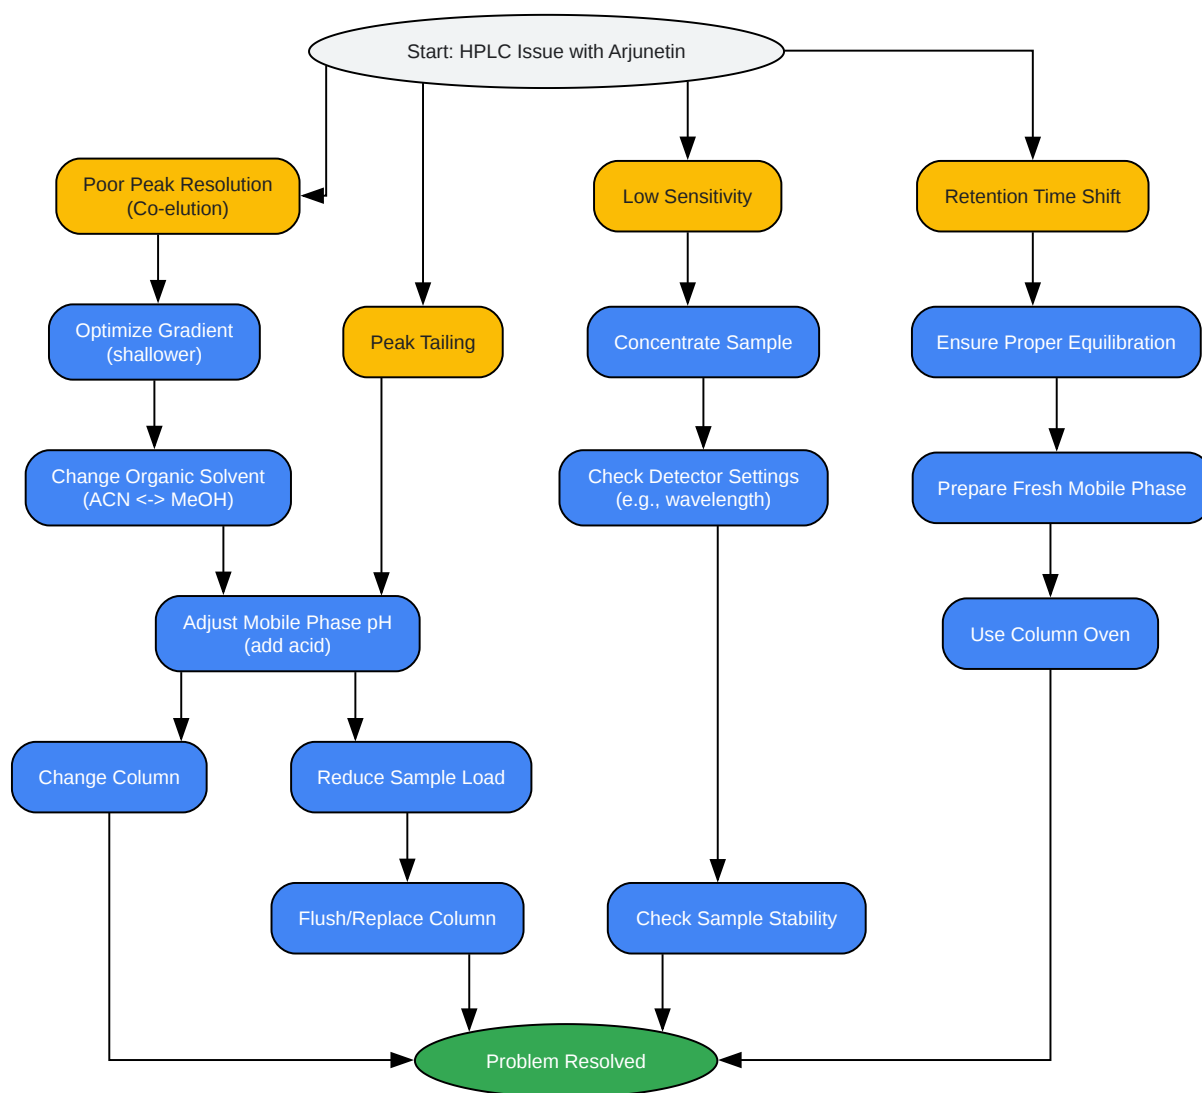 Start: HPLC Issue with Arjunetin
Poor Peak Resolution
(Co-elution)
Low Sensitivity
Retention Time Shift
Optimize Gradient
(shallower)
Peak Tailing
Concentrate Sample
Ensure Proper Equilibration
Change Organic Solvent
(ACN <-> MeOH)
Check Detector Settings
(e.g., wavelength)
Prepare Fresh Mobile Phase
Adjust Mobile Phase pH
(add acid)
Use Column Oven
Change Column
Reduce Sample Load
Flush/Replace Column
Check Sample Stability
Problem Resolved